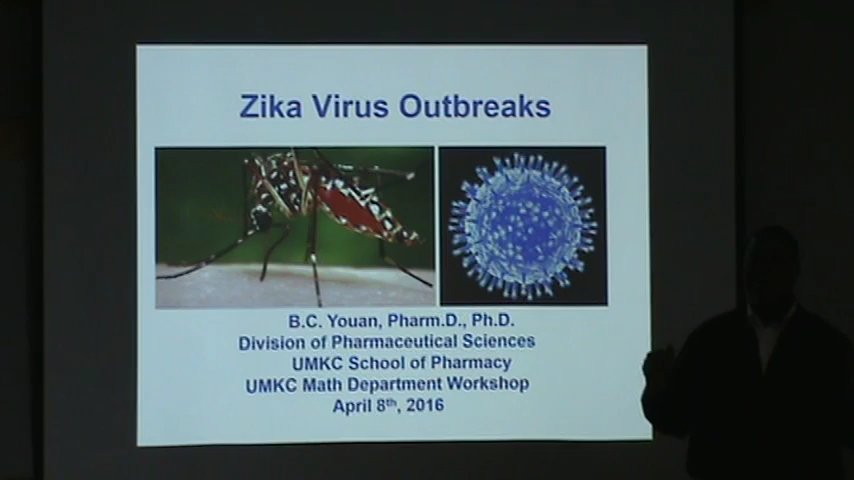 Zika Virus Outbreaks
B.C. Youan, Pharm.D., Ph.D.
Division of Pharmaceutical Sciences
UMKC School of Pharmacy
UMKC Math Department Workshop
April 8th, 2016